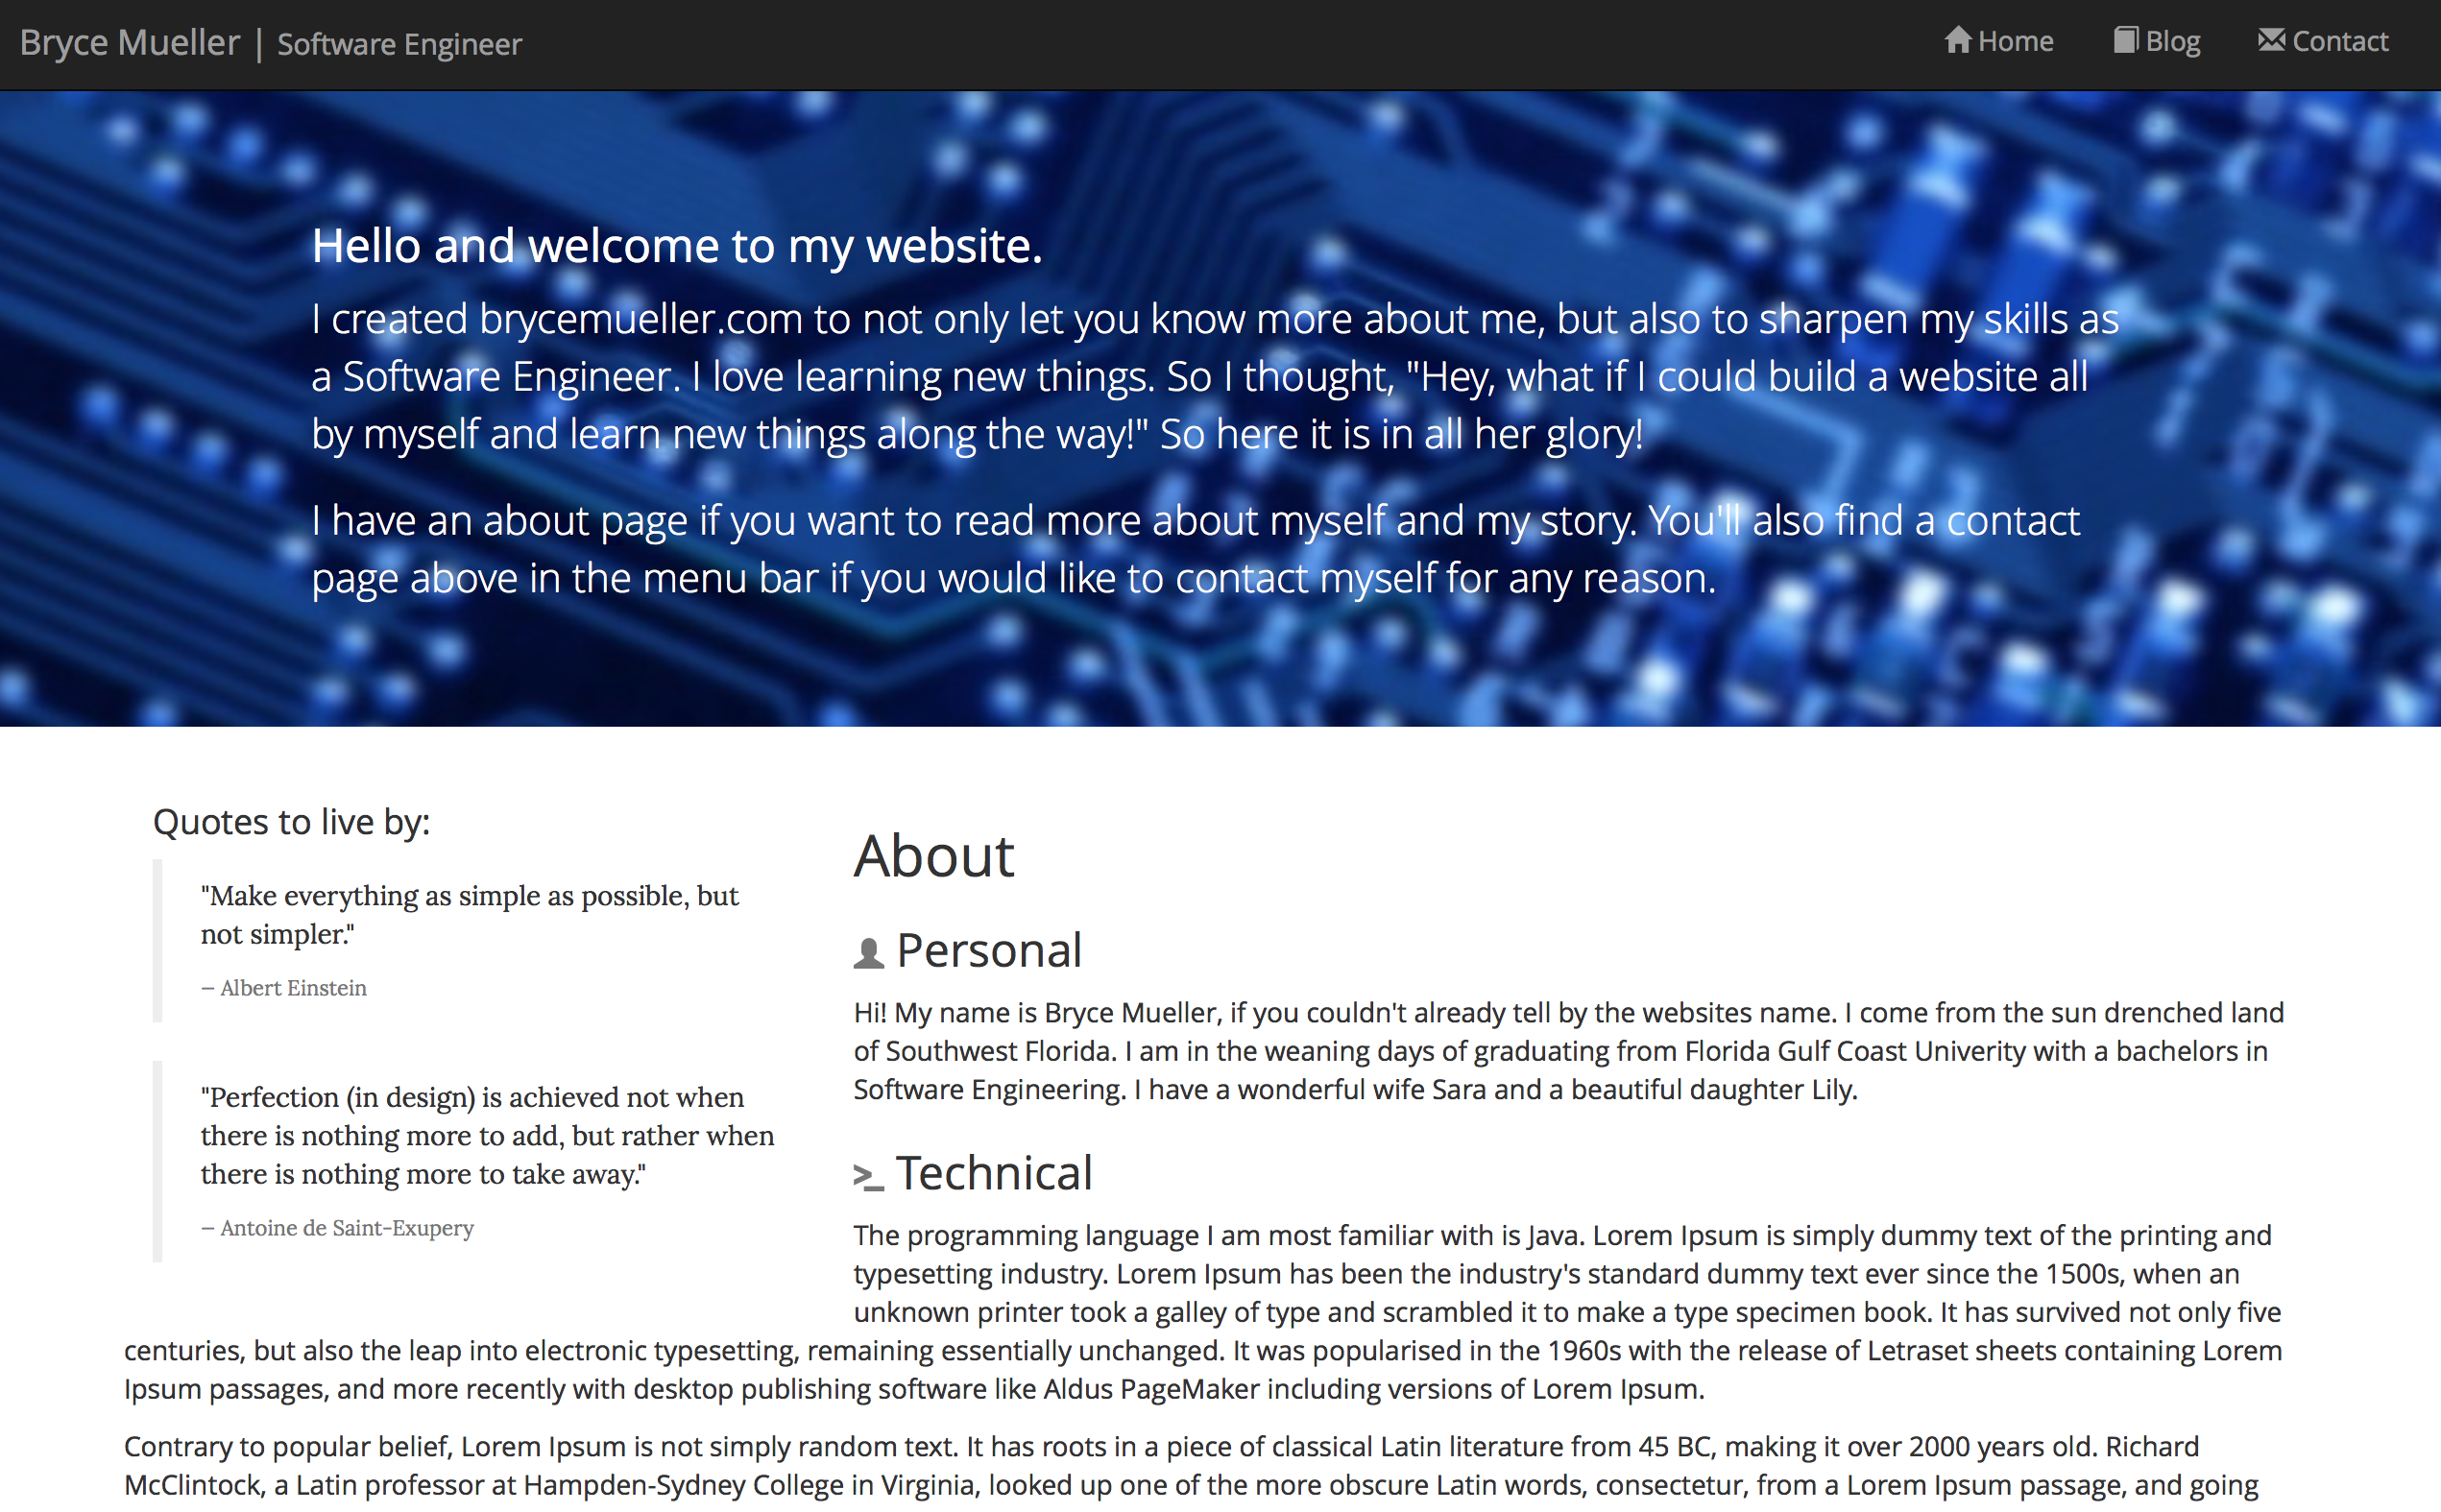 Bryce Mueller | Software Engineer
Home Blog Contact
Hello and welcome to my website.
I created brycemueller.com to not only let you know more about me, but also to sharpen my skills as
a Software Engineer. I love learning new things. So I thought, "Hey, what if I could build a website all
by myself and learn new things along the way!" So here it is in all her glory!
I have an about page if you want to read more about myself and my story. You'll also find a contact
page above in the menu bar if you would like to contact myself for any reason.
Quotes to live by:
"Make everything as simple as possible, but
not simpler."
— Albert Einstein
"Perfection (in design) is achieved not when
there is nothing more to add, but rather when
there is nothing more to take away."
— Antoine de Saint-Exupery
About
Personal
Hi! My name is Bryce Mueller, if you couldn't already tell by the websites name. I come from the sun drenched land
of Southwest Florida. I am in the weaning days of graduating from Florida Gulf Coast Univerity with a bachelors in
Software Engineering. I have a wonderful wife Sara and a beautiful daughter Lily.
>_ Technical
The programming language I am most familiar with is Java. Lorem Ipsum is simply dummy text of the printing and
typesetting industry. Lorem Ipsum has been the industry's standard dummy text ever since the 1500s, when an
unknown printer took a galley of type and scrambled it to make a type specimen book. It has survived not only five
centuries, but also the leap into electronic typesetting, remaining essentially unchanged. It was popularised in the 1960s with the release of Letraset sheets containing Lorem
Ipsum passages, and more recently with desktop publishing software like Aldus PageMaker including versions of Lorem Ipsum.
Contrary to popular belief, Lorem Ipsum is not simply random text. It has roots in a piece of classical Latin literature from 45 BC, making it over 2000 years old. Richard
McClintock, a Latin professor at Hampden-Sydney College in Virginia, looked up one of the more obscure Latin words, consectetur, from a Lorem Ipsum passage, and going